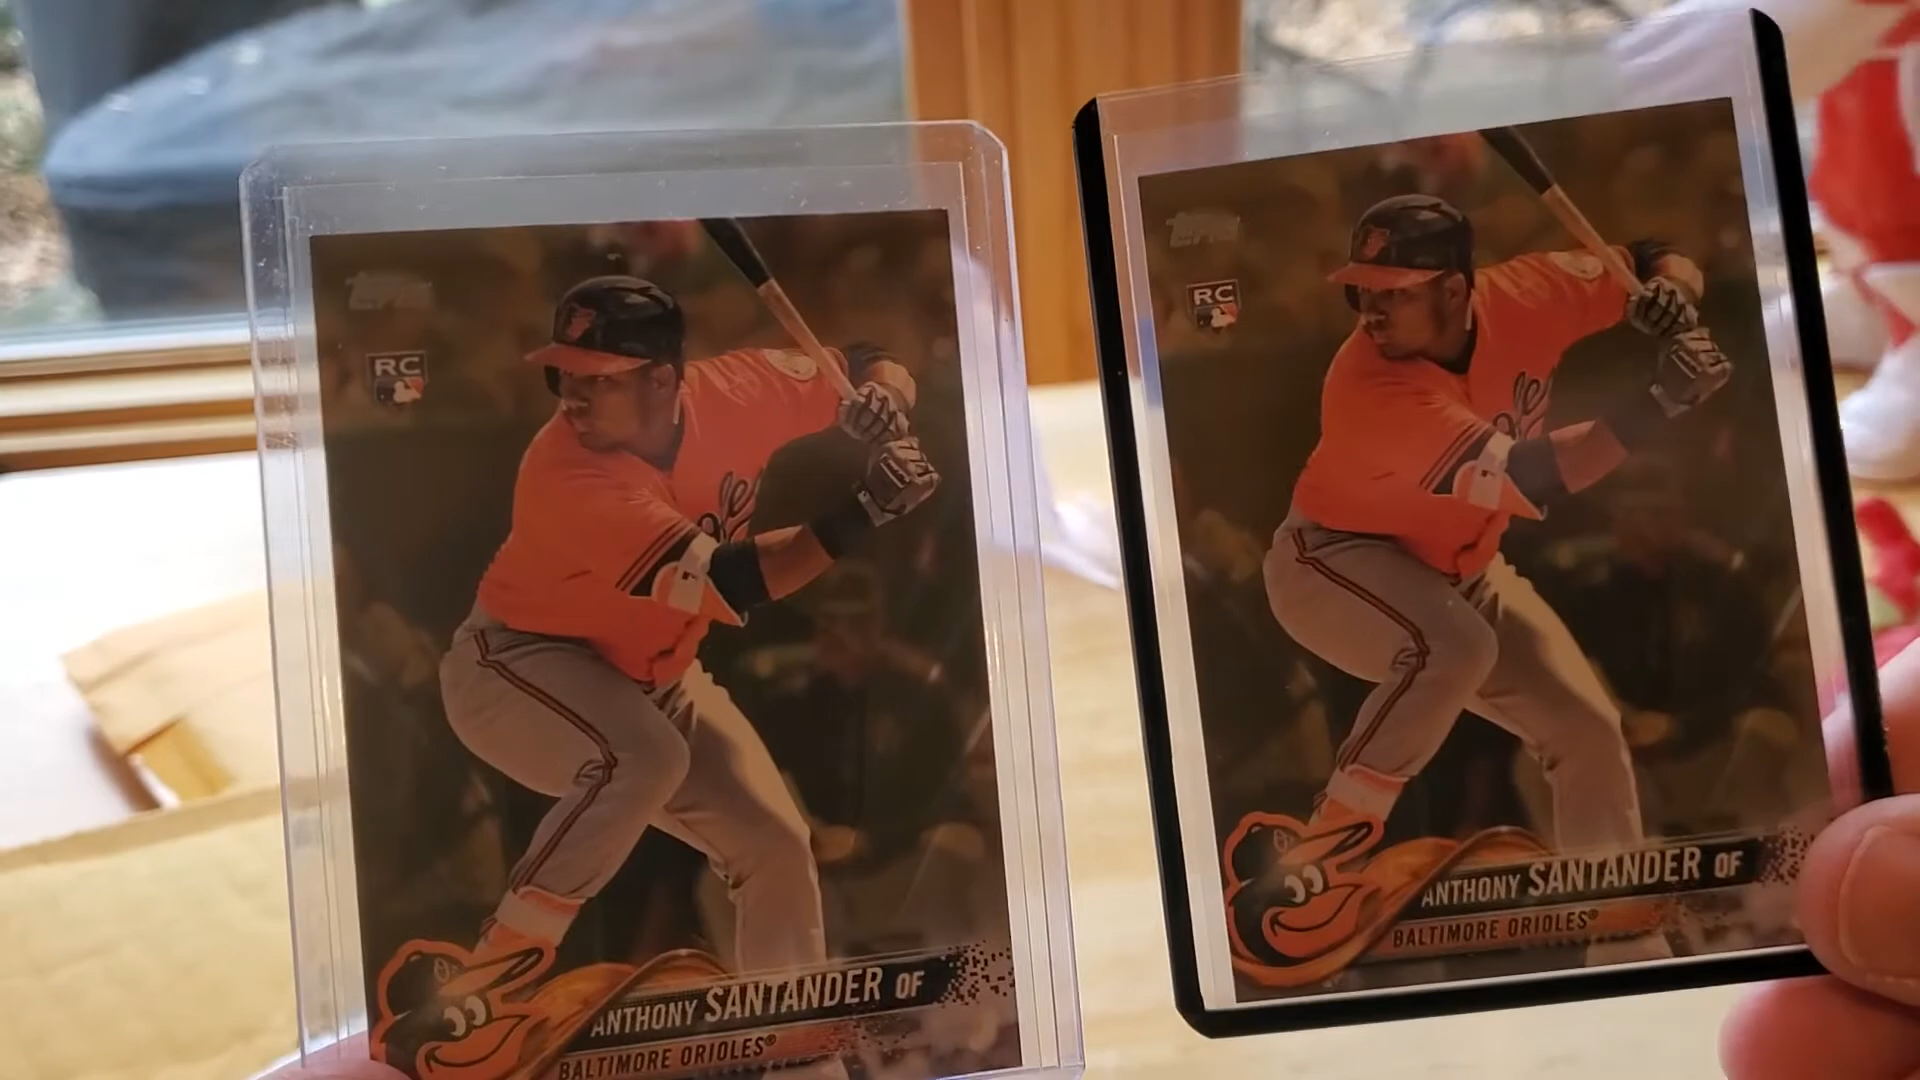 Topps
RC
ANTHONY SANTANDER OF
BALTIMORE ORIOLES®
Topps
RC
ANTHONY SANTANDER OF
BALTIMORE ORIOLES®